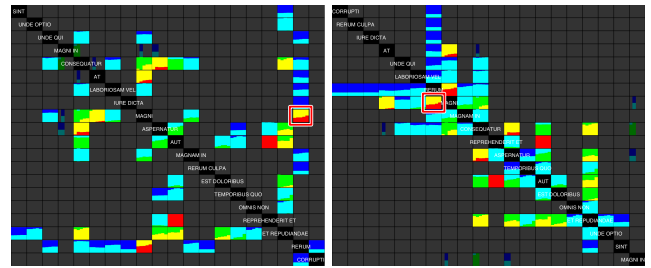 SINT
UNDE OPTIO
UNDE QUI
MAGNI IN
CONSEQUATUR
AT
LABORIOSAM VEL
IURE DICTA
MAGNI
ASPERNATUR
AUT
MAGNAM IN
RERUM CULPA
EST DOLORIBUS
TEMPORIBUS QUO
OMNIS NON
REPREHENDERIT ET
ET REPUDIANDAE
RERUM
CORRUPTI
CORRUPTI
RERUM CULPA
IURE DICTA
AT
UNDE QUI
LABORIOSAM VEL
RERUM
MAGNI
MAGNAM IN
CONSEQUATUR
REPREHENDERIT ET
ASPERNATUR
TEMPORIBUS QUO
AUT
EST DOLORIBUS
OMNIS NON
ET REPUDIANDAE
UNDE OPTIO
SINT
MAGNI IN